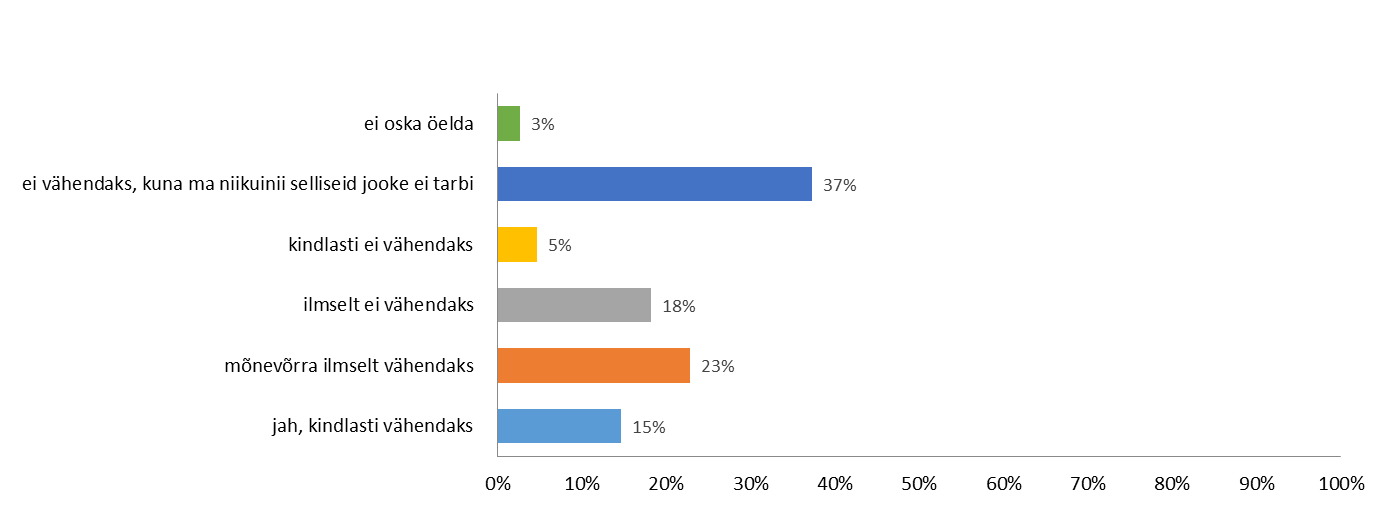 ei oska öelda 3%
ei vähendaks, kuna ma niikuinii selliseid jooke ei tarbi 37%
kindlasti ei vähendaks 5%
ilmselt ei vähendaks 18%
mõnevõrra ilmselt vähendaks 23%
jah, kindlasti vähendaks 15%
0% 10% 20% 30% 40% 50% 60% 70% 80% 90% 100%